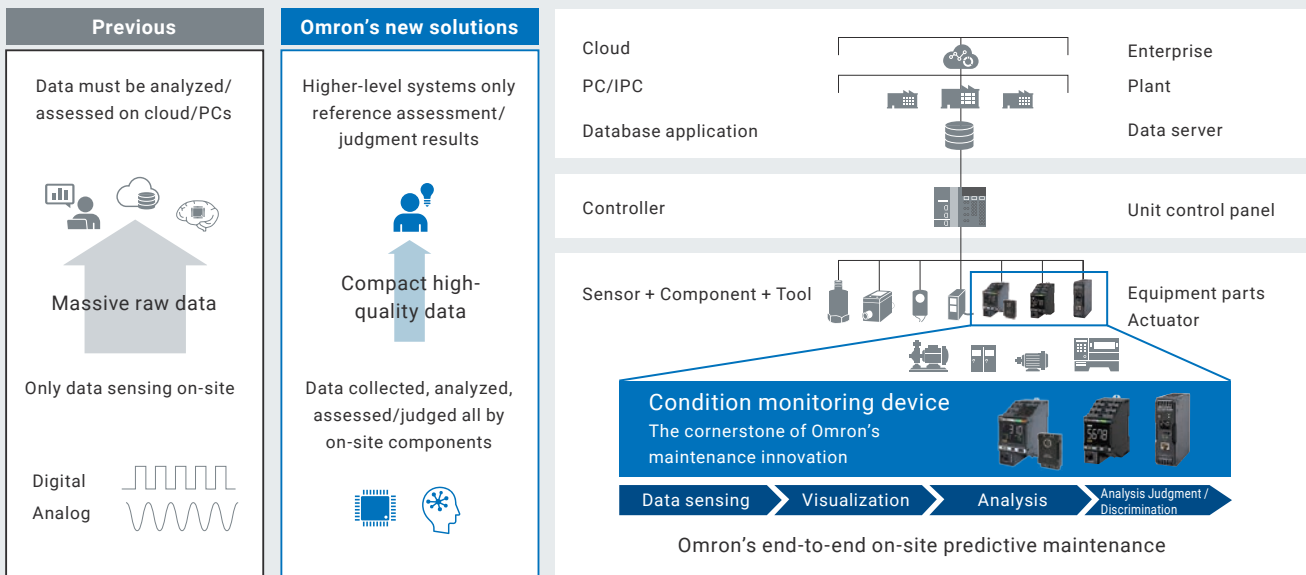 Previous
Data must be analyzed/
assessed on cloud/PCs
Massive raw data
Only data sensing on-site
Digital
Analog
Omron's new solutions
Higher-level systems only
reference assessment/
judgment results
Compact high-
quality data
Data collected, analyzed,
assessed/judged all by
on-site components
Cloud
Enterprise
PC/IPC
Plant
Database application
Data server
Controller
Unit control panel
Sensor + Component + Tool
Equipment parts
Actuator
Condition monitoring device
The cornerstone of Omron's
maintenance innovation
5678
Data sensing
Visualization
Analysis
Analysis Judgment /
Discrimination
Omron's end-to-end on-site predictive maintenance